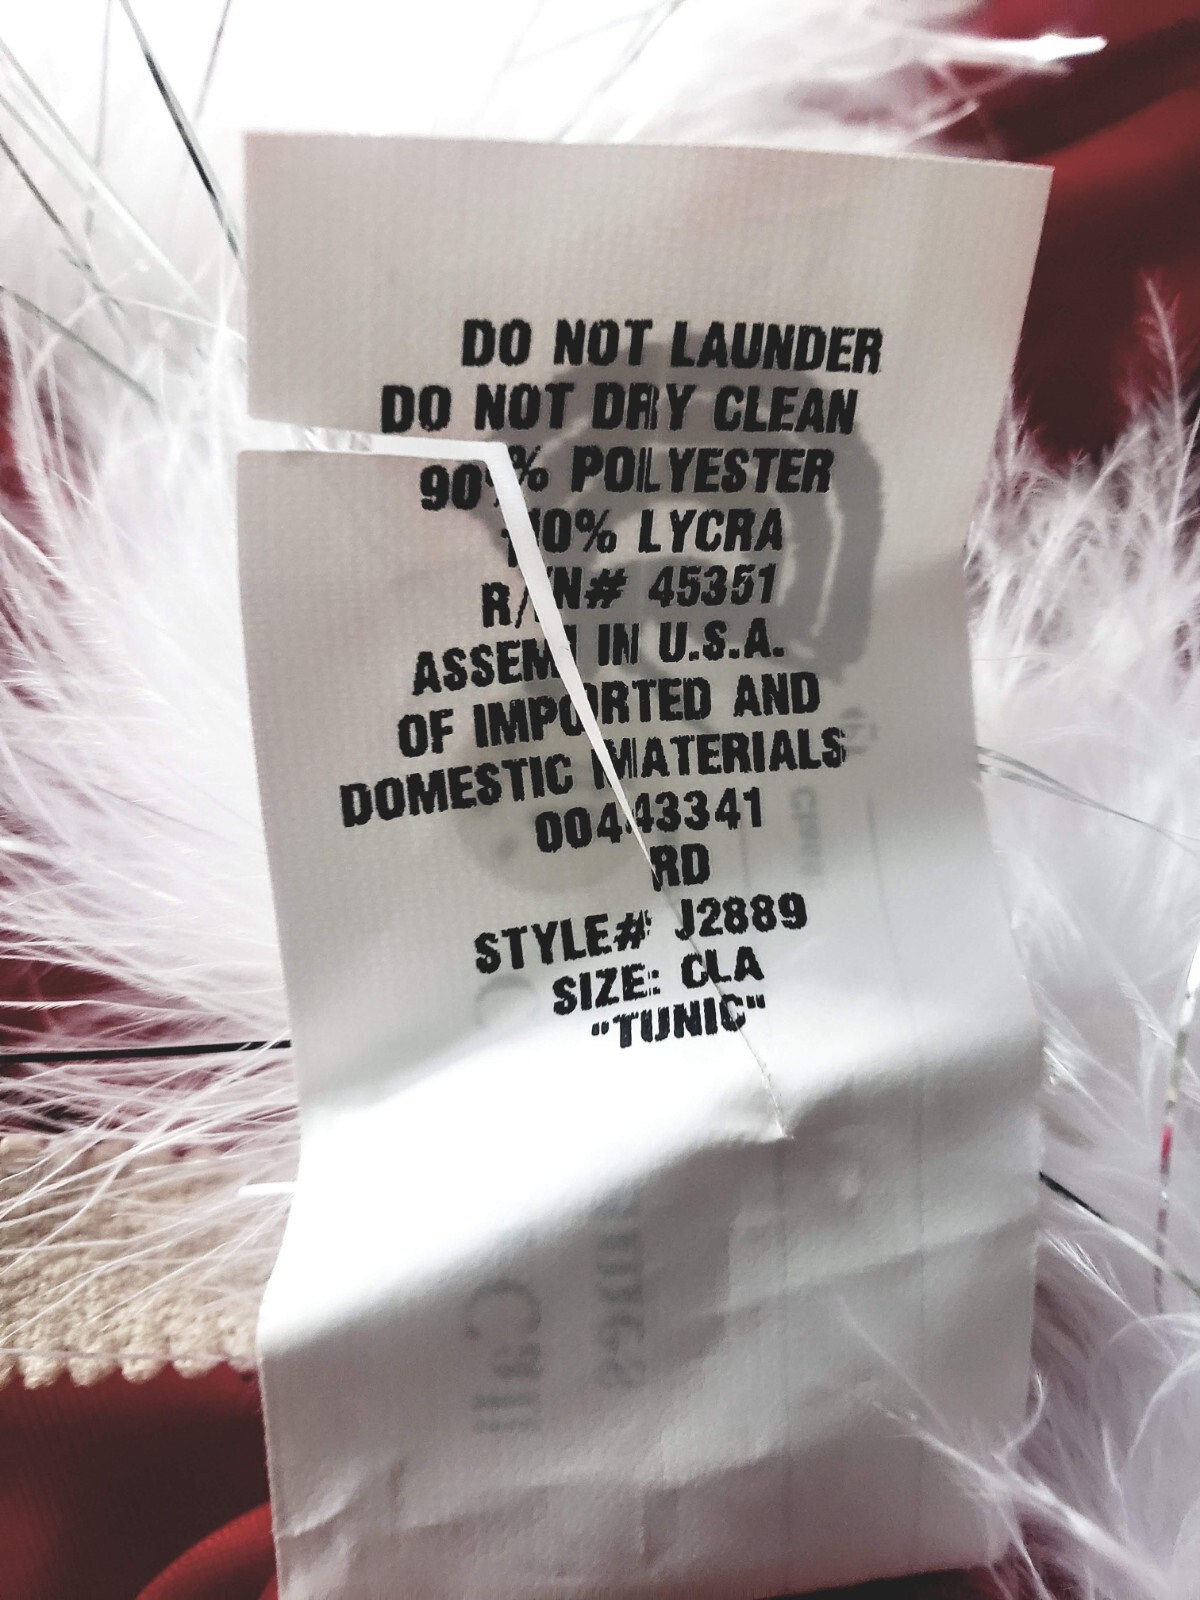 DO NOT LAUNDER
DO NOT DRY CLEAN
90% POLYESTER
10% LYCRA
R/N# 45351
ASSEM IN U.S.A.
OF IMPORTED AND
DOMESTIC MATERIALS
00443341
RD
STYLE# J2889
SIZE: CLA
"TUNIC"